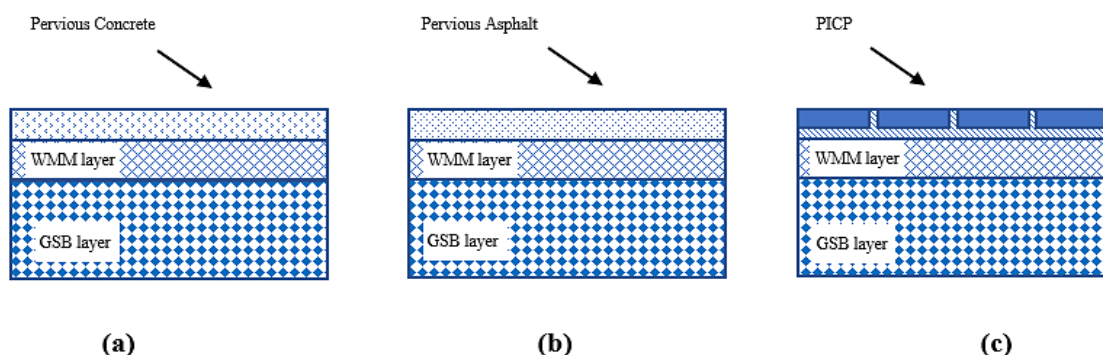 Pervious Concrete
Pervious Asphalt
PICP
WMM layer
WMM layer
WMM layer
GSB layer
GSB layer
GSB layer
(a)
(b)
(c)